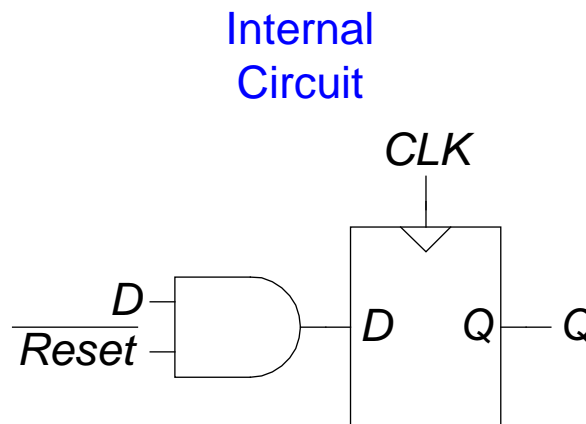 Internal
Circuit
CLK
D
Reset
D Q Q